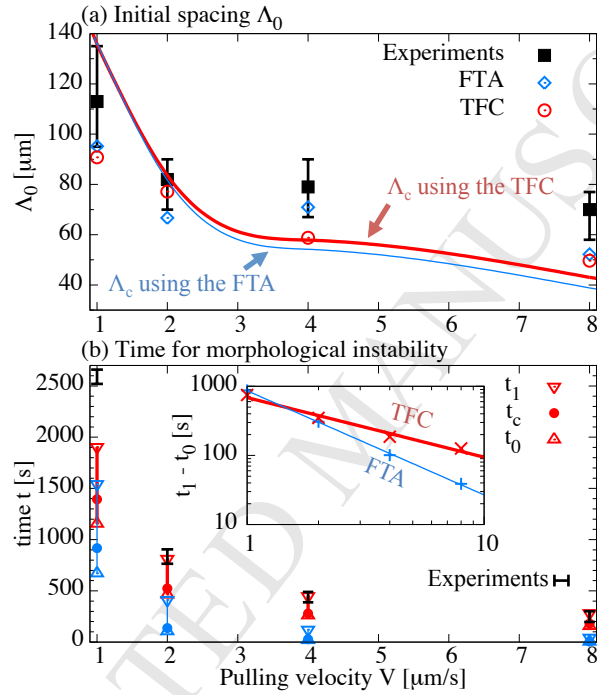 (a) Initial spacing Λ₀
140
120
100
80
60
40
Λ₀ [μm]
Experiments
FTA
TFC
Λc using the TFC
Λc using the FTA
1 2 3 4 5 6 7 8
(b) Time for morphological instability
2500
2000
1500
1000
500
0
time t [s]
t₁
tc
t₀
1000
100
10
t₁ - t₀ [s]
TFC
FTA
1 10
Experiments
1 2 3 4 5 6 7 8
Pulling velocity V [μm/s]
TED MANUSC